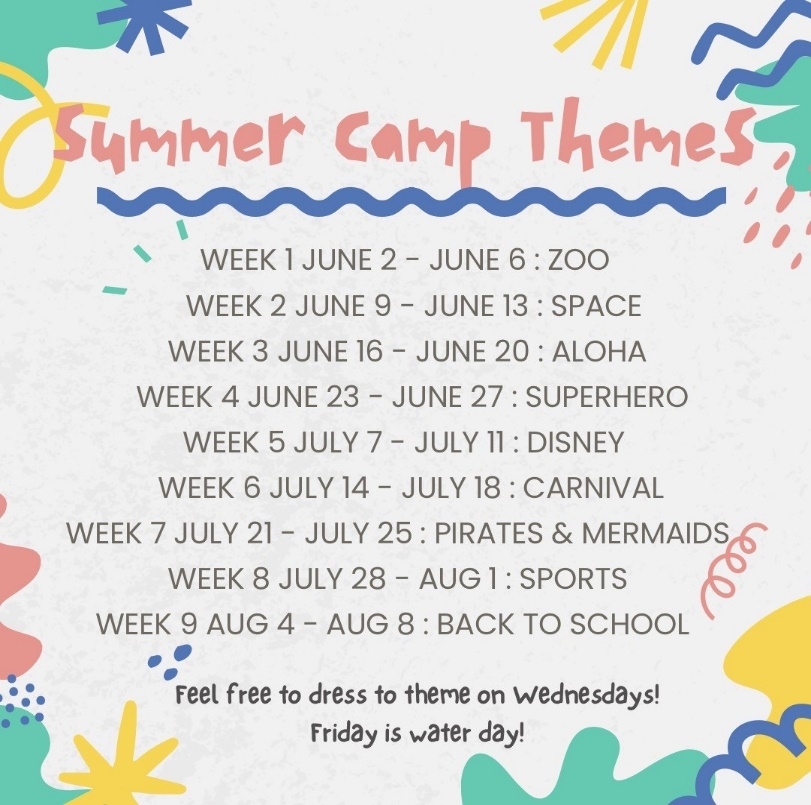 Summer Camp Themes
WEEK 1 JUNE 2 - JUNE 6 : ZOO
WEEK 2 JUNE 9 - JUNE 13 : SPACE
WEEK 3 JUNE 16 - JUNE 20 : ALOHA
WEEK 4 JUNE 23 - JUNE 27 : SUPERHERO
WEEK 5 JULY 7 - JULY 11 : DISNEY
WEEK 6 JULY 14 - JULY 18 : CARNIVAL
WEEK 7 JULY 21 - JULY 25 : PIRATES & MERMAIDS
WEEK 8 JULY 28 - AUG 1 : SPORTS
WEEK 9 AUG 4 - AUG 8 : BACK TO SCHOOL
Feel free to dress to theme on Wednesdays!
Friday is water day!